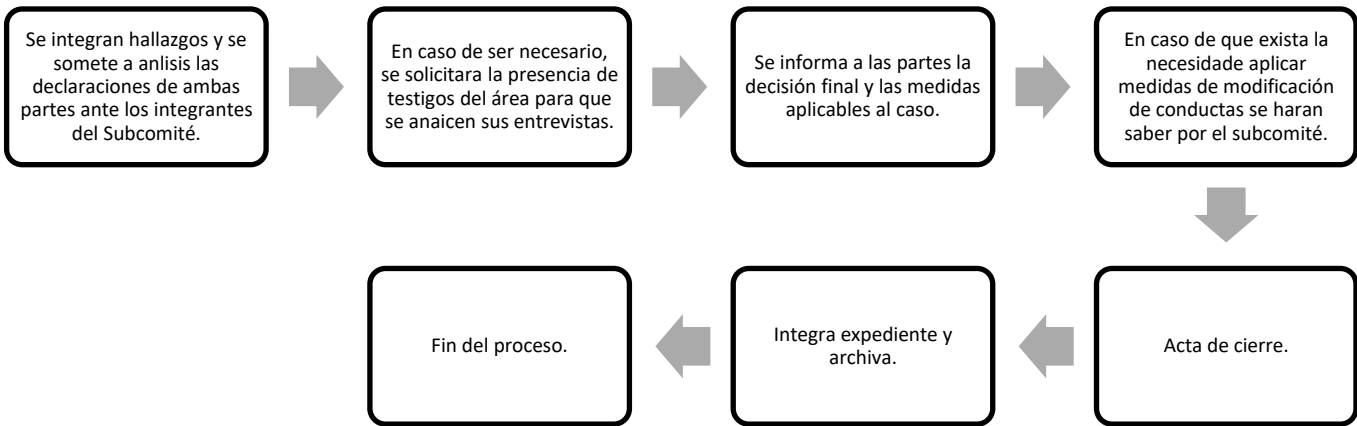 Se integran hallazgos y se
somete a anlisis las
declaraciones de ambas
partes ante los integrantes
del Subcomité.
En caso de ser necesario,
se solicitara la presencia de
testigos del área para que
se anaicen sus entrevistas.
Se informa a las partes la
decisión final y las medidas
aplicables al caso.
En caso de que exista la
necesidade aplicar
medidas de modificación
de conductas se haran
saber por el subcomité.
Acta de cierre.
Integra expediente y
archiva.
Fin del proceso.